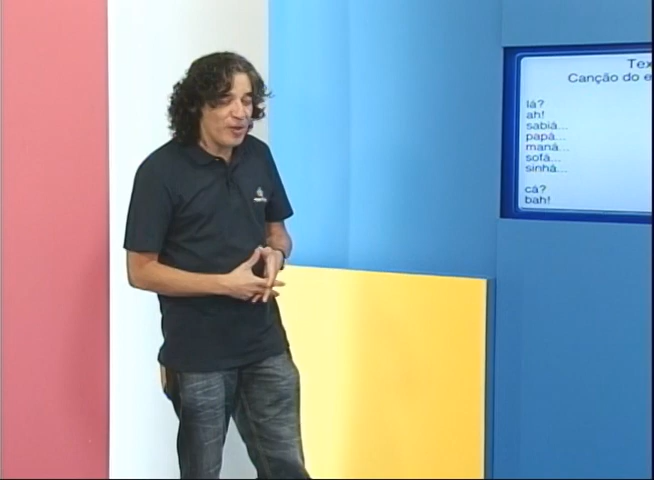 Tex
Canção do e
lá?
ah!
sabiá...
papá...
maná...
sofá...
sinhá...
cá?
bah!